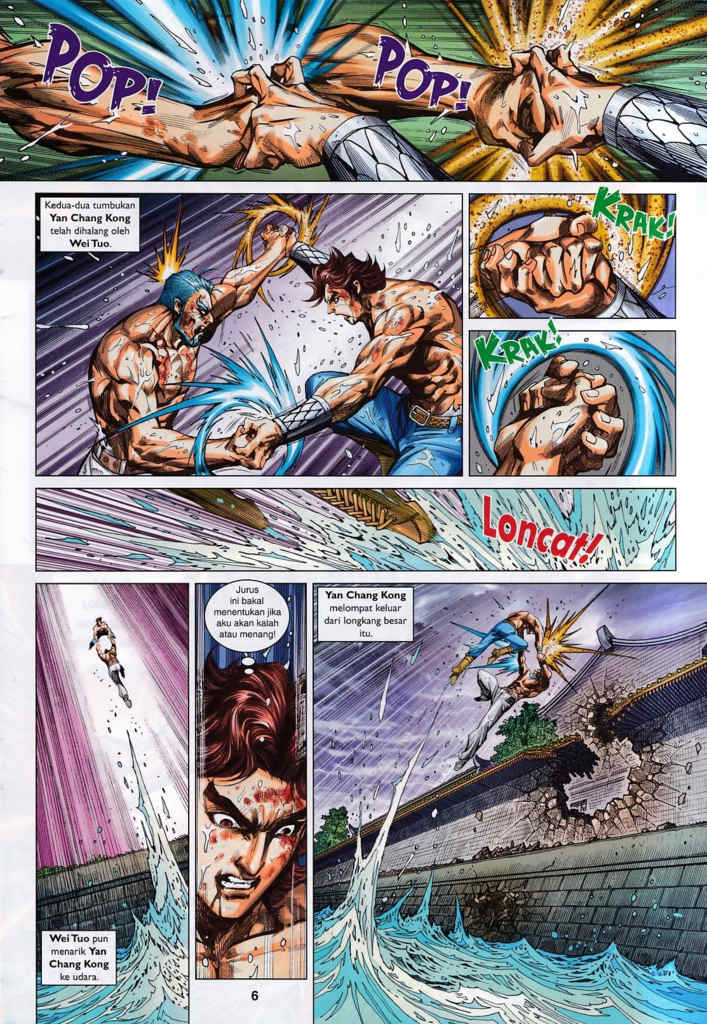 POP!
POP!
Kedua-dua tumbukan
Yan Chang Kong
telah dihalang oleh
Wei Tuo.
KRAK!
KRAK!
Loncat!
Wei Tuo pun
menarik Yan
Chang Kong
ke udara.
Jurus
ini bakal
menentukan jika
aku akan kalah
atau menang!
Yan Chang Kong
melompat keluar
dari longkang besar
itu.
6